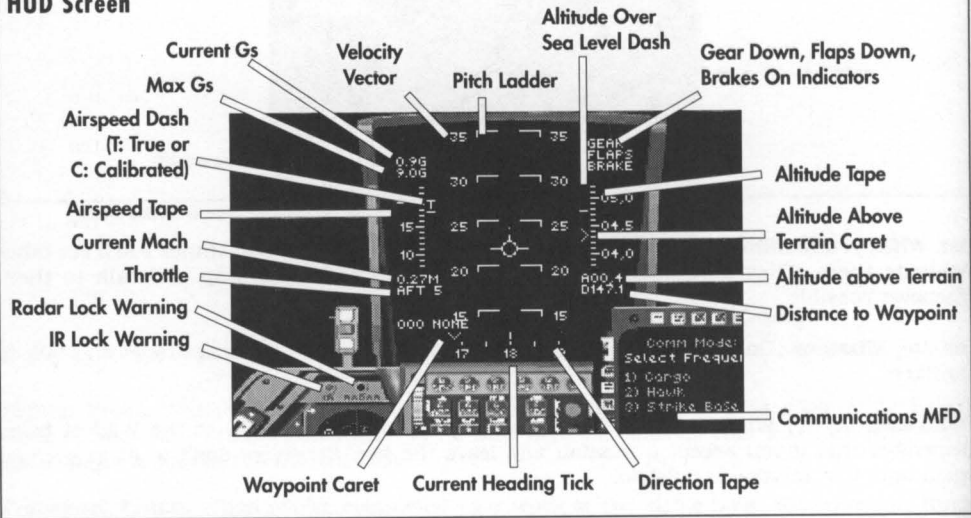 HUD Screen
Altitude Over
Sea Level Dash
Current Gs
Velocity
Vector
Pitch Ladder
Gear Down, Flaps Down,
Brakes On Indicators
Max Gs
Airspeed Dash
(T: True or
C: Calibrated)
Airspeed Tape
Current Mach
Throttle
Radar Lock Warning
IR Lock Warning
Altitude Tape
Altitude Above
Terrain Caret
Altitude above Terrain
Distance to Waypoint
Communications MFD
Waypoint Caret
Current Heading Tick
Direction Tape
35 35
GEAR
FLAPS
BRAKE
0.9G
9.0G
30 30
T
05,0
15 25 25 04,5
10 04,0
20 20
0.27M A00.4
AFT 5 D147.1
15 15
000 NONE
17 18
Comm Mode:
Select Freque
1) Cargo
2) Hawk
3) Strike Base
IR RADAR